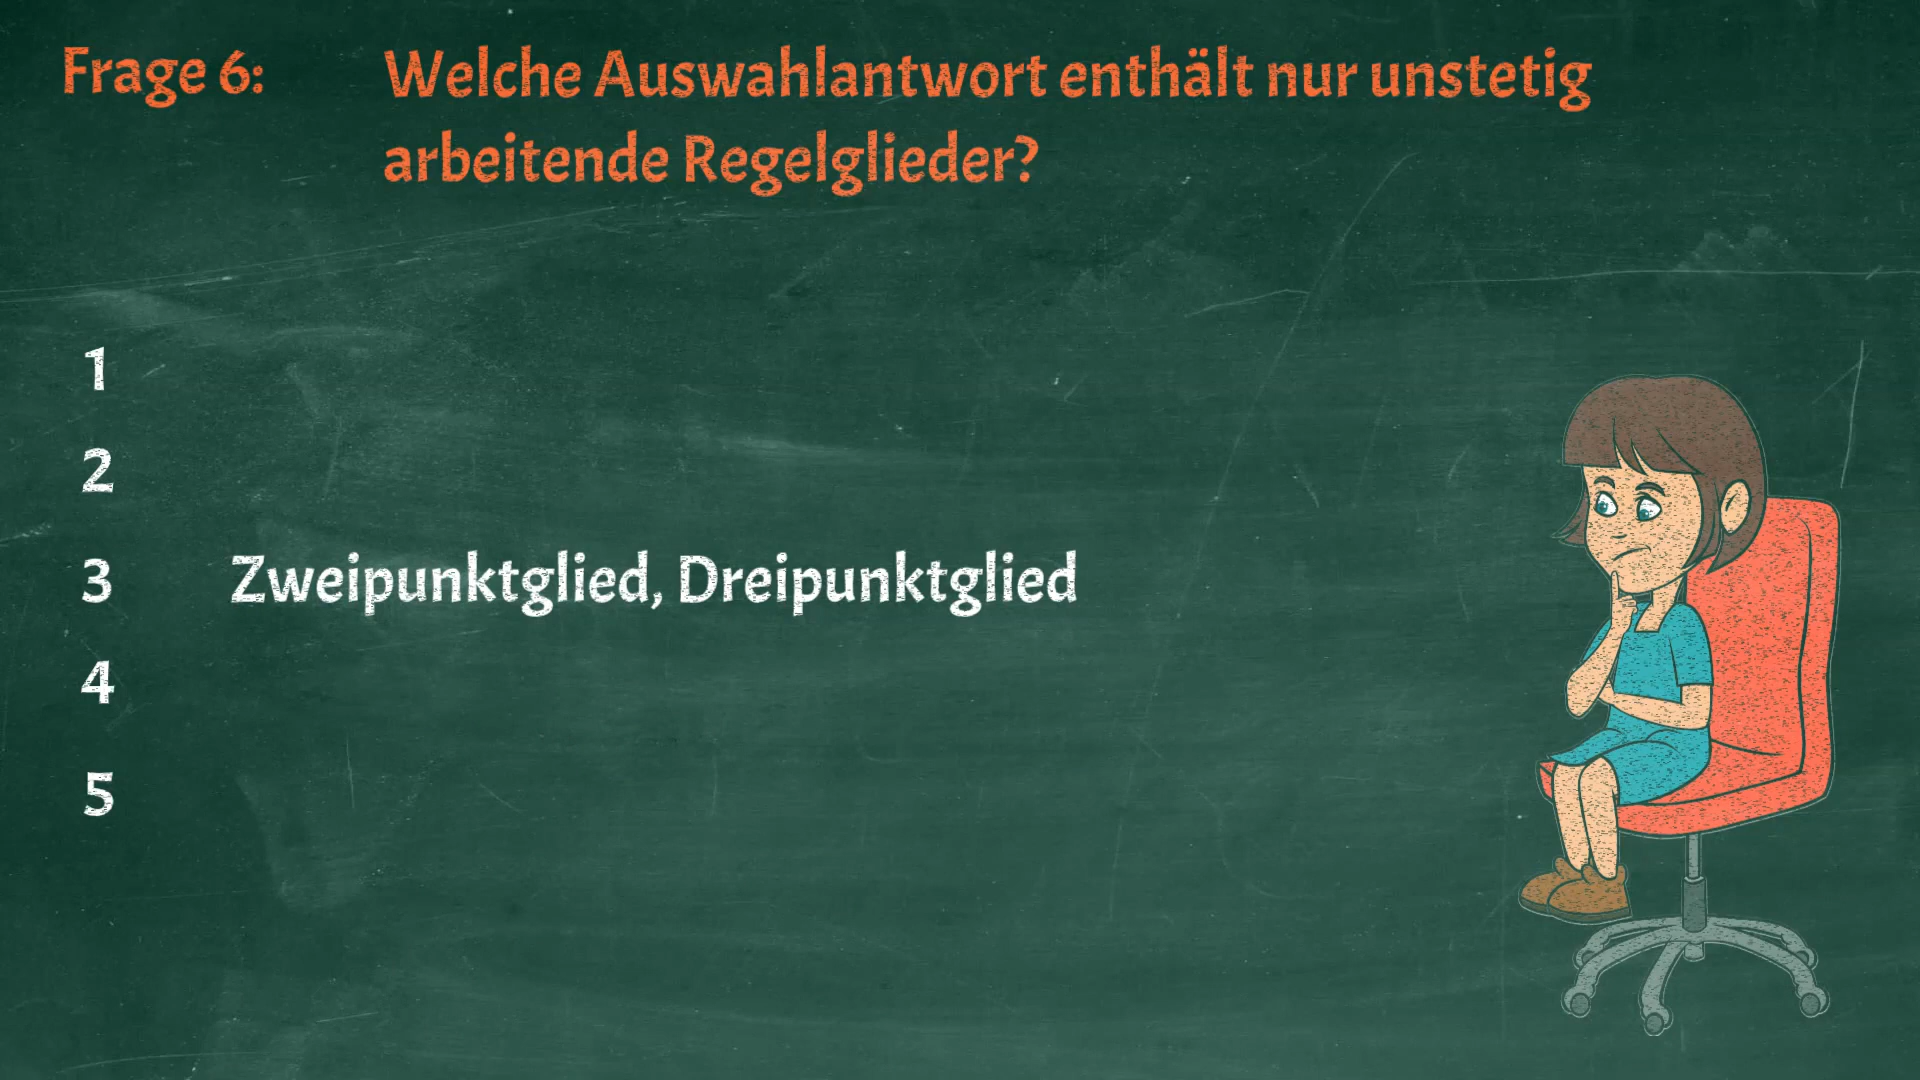 Frage 6: Welche Auswahlantwort enthält nur unstetig
arbeitende Regelglieder?
1
2
3 Zweipunktglied, Dreipunktglied
4
5